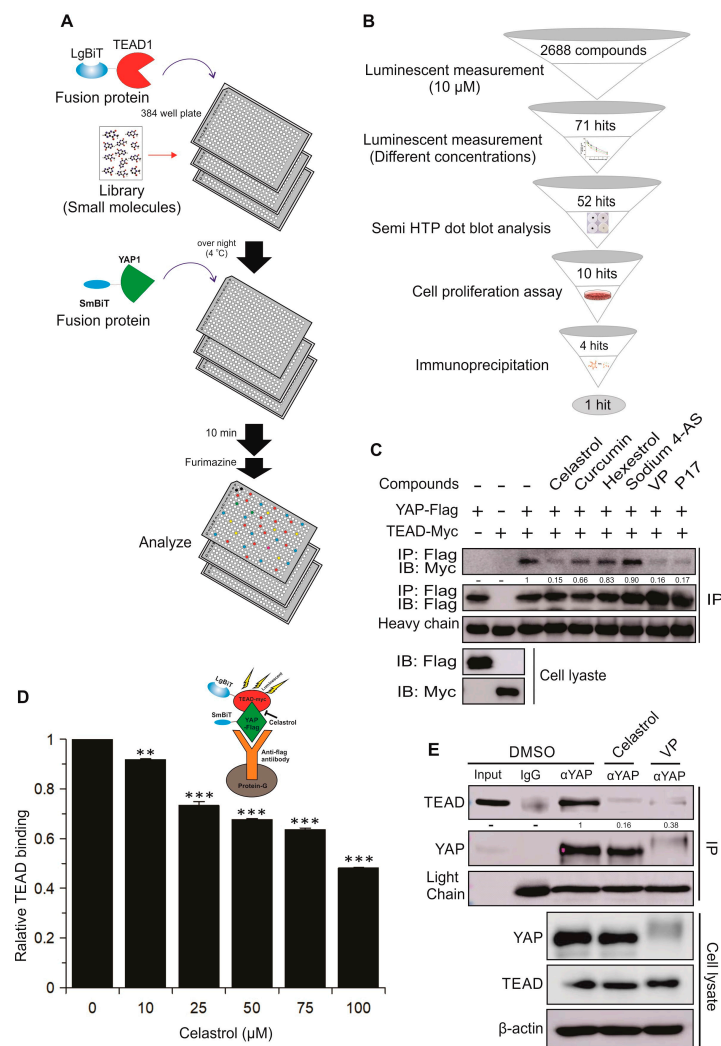 A
LgBiT
TEAD1
Fusion protein
384 well plate
Library
(Small molecules)
over night
(4 °C)
YAP1
SmBiT
Fusion protein
10 min
Furimazine
Analyze
B
2688 compounds
Luminescent measurement
(10 µM)
71 hits
Luminescent measurement
(Different concentrations)
52 hits
Semi HTP dot blot analysis
10 hits
Cell proliferation assay
4 hits
Immunoprecipitation
1 hit
C
Compounds - - - Celastrol Curcumin Hexestrol Sodium 4-AS VP P17
YAP-Flag + - + + + + + + +
TEAD-Myc - + + + + + + + +
IP: Flag
IB: Myc
- - 1 0.15 0.66 0.83 0.90 0.16 0.17
IP: Flag
IB: Flag
IP
Heavy chain
IB: Flag
IB: Myc
Cell lyaste
D
LgBiT
TEAD-myc
Luminescence
SmBiT
YAP
-Flag
Celastrol
Anti-flag
antiibody
Protein-G
Ralative TEAD binding
1
0.8
0.6
0.4
0.2
0
** *** *** *** ***
0 10 25 50 75 100
Celastrol (µM)
E
DMSO Celastrol VP
Input IgG αYAP αYAP αYAP
TEAD
- - 1 0.16 0.38
YAP
IP
Light
Chain
YAP
TEAD
β-actin
Cell lysate